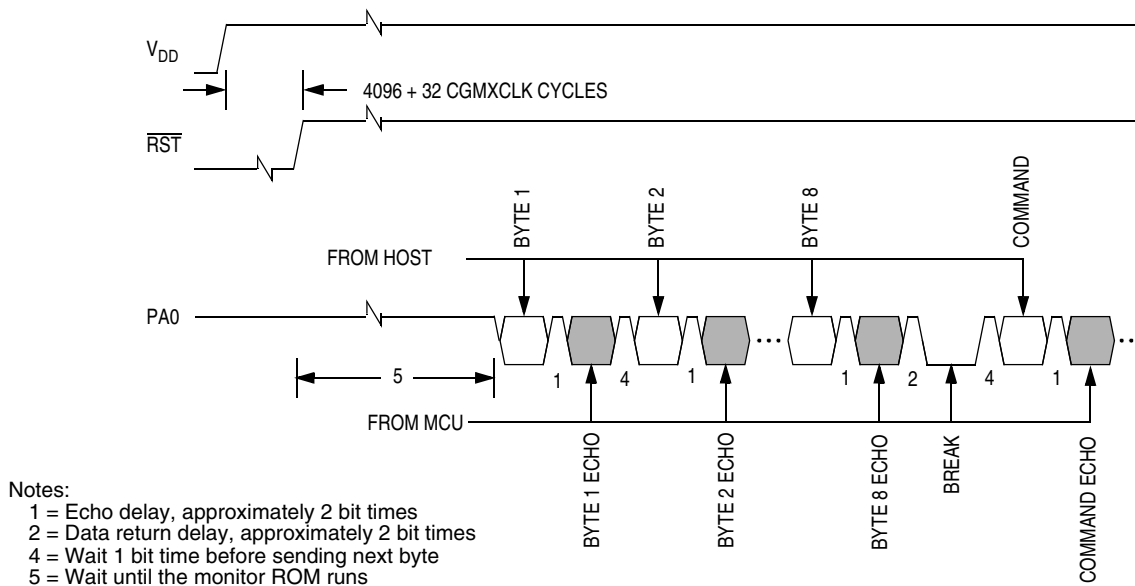 VDD
4096 + 32 CGMXCLK CYCLES
RST
BYTE 1
BYTE 2
BYTE 8
COMMAND
FROM HOST
PA0
1
4
1
1
2
4
1
5
FROM MCU
BYTE 1 ECHO
BYTE 2 ECHO
BYTE 8 ECHO
BREAK
COMMAND ECHO
Notes:
1 = Echo delay, approximately 2 bit times
2 = Data return delay, approximately 2 bit times
4 = Wait 1 bit time before sending next byte
5 = Wait until the monitor ROM runs